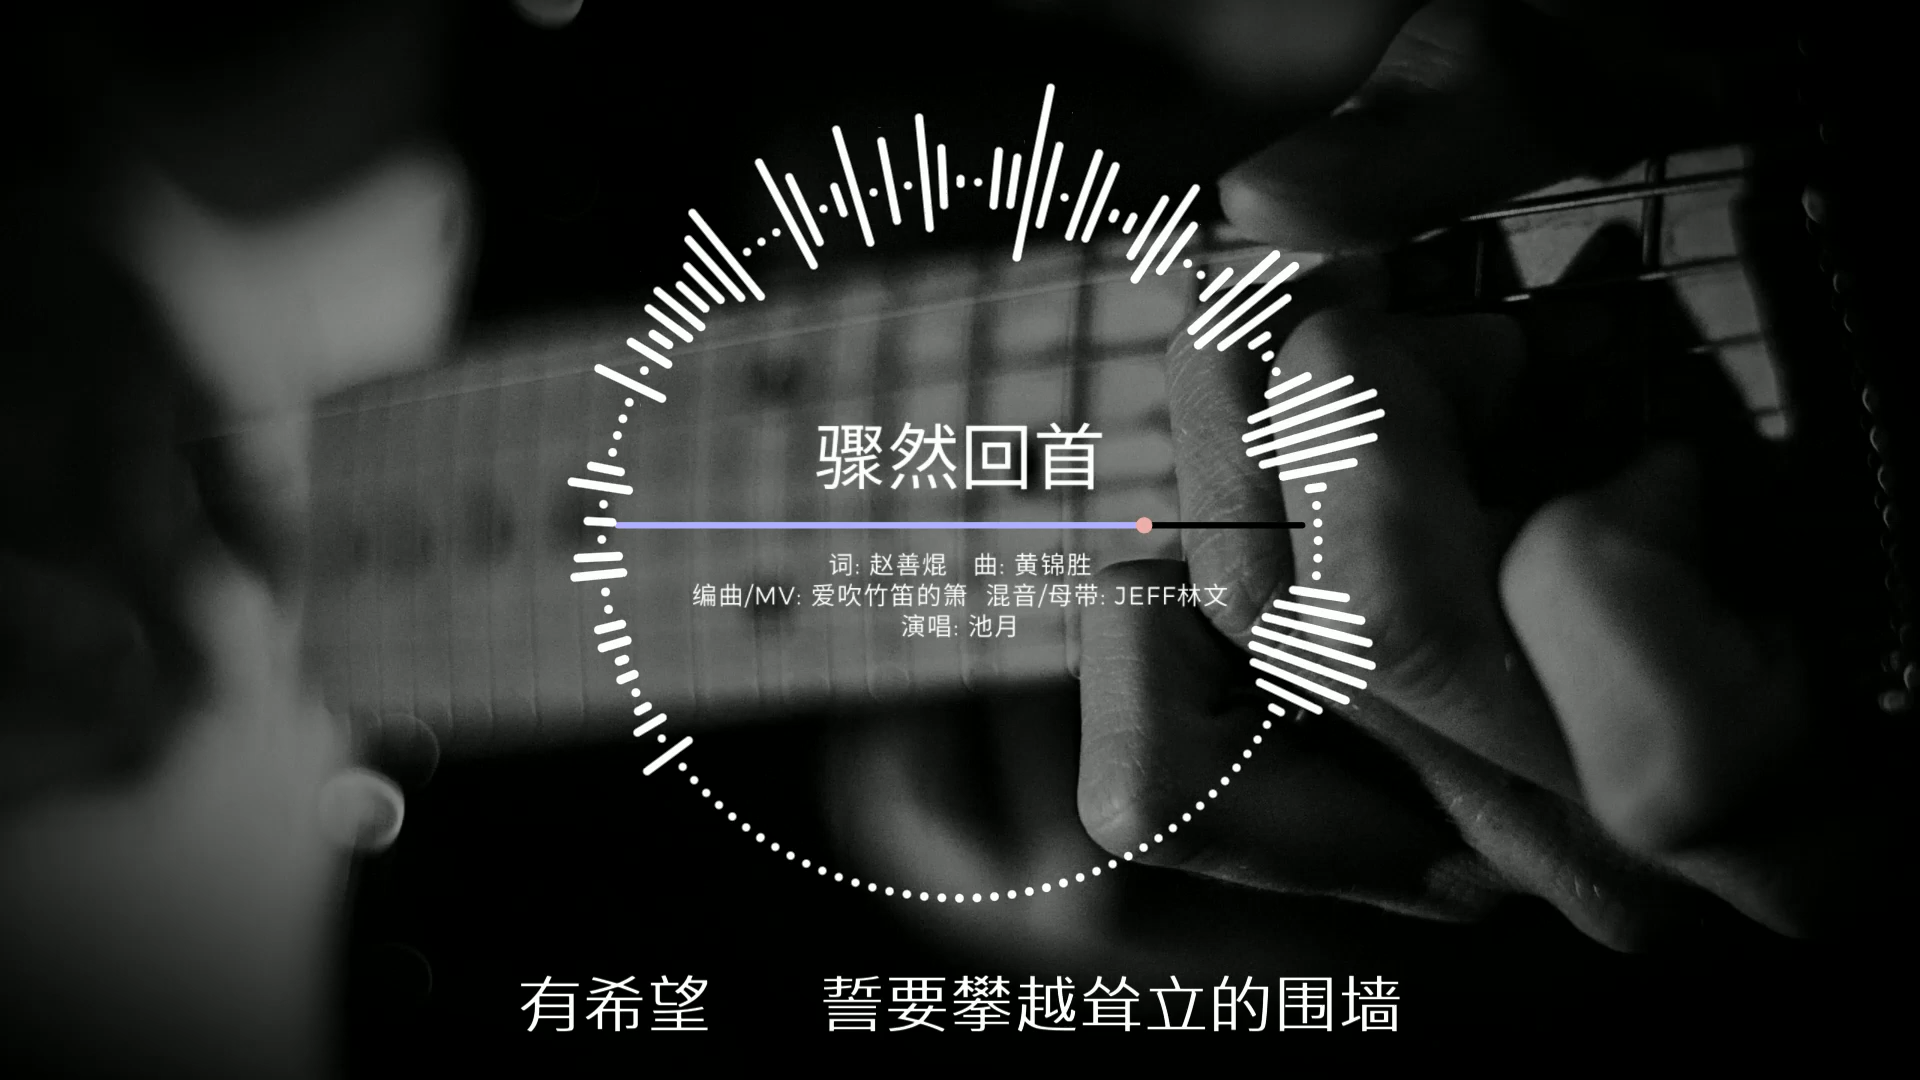 骤然回首
词: 赵善焜　曲: 黄锦胜
编曲/MV: 爱吹竹笛的箫  混音/母带: JEFF林文
演唱: 池月
有希望　　誓要攀越耸立的围墙